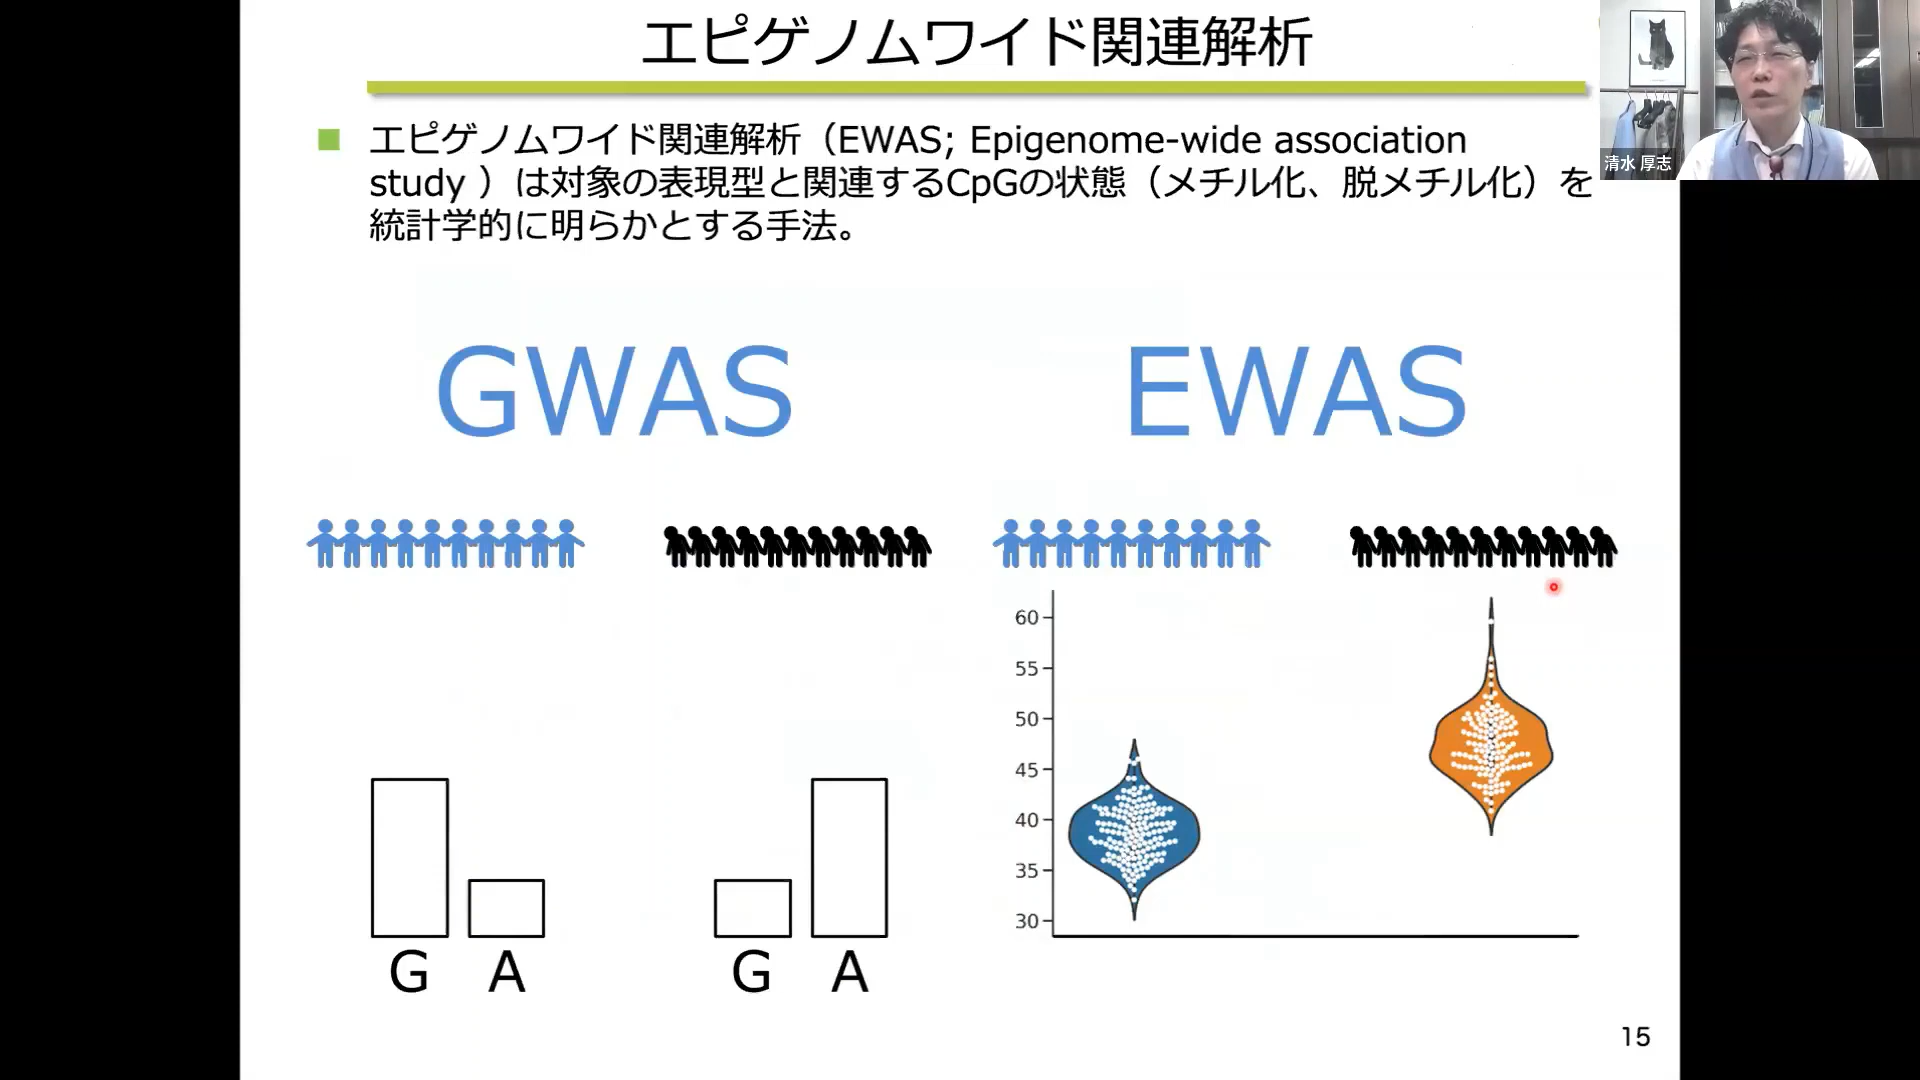 エピゲノムワイド関連解析
清水 厚志
エピゲノムワイド関連解析（EWAS; Epigenome-wide association
study ）は対象の表現型と関連するCpGの状態（メチル化、脱メチル化）を
統計学的に明らかとする手法。
GWAS
EWAS
60
55
50
45
40
35
30
G A
G A
15